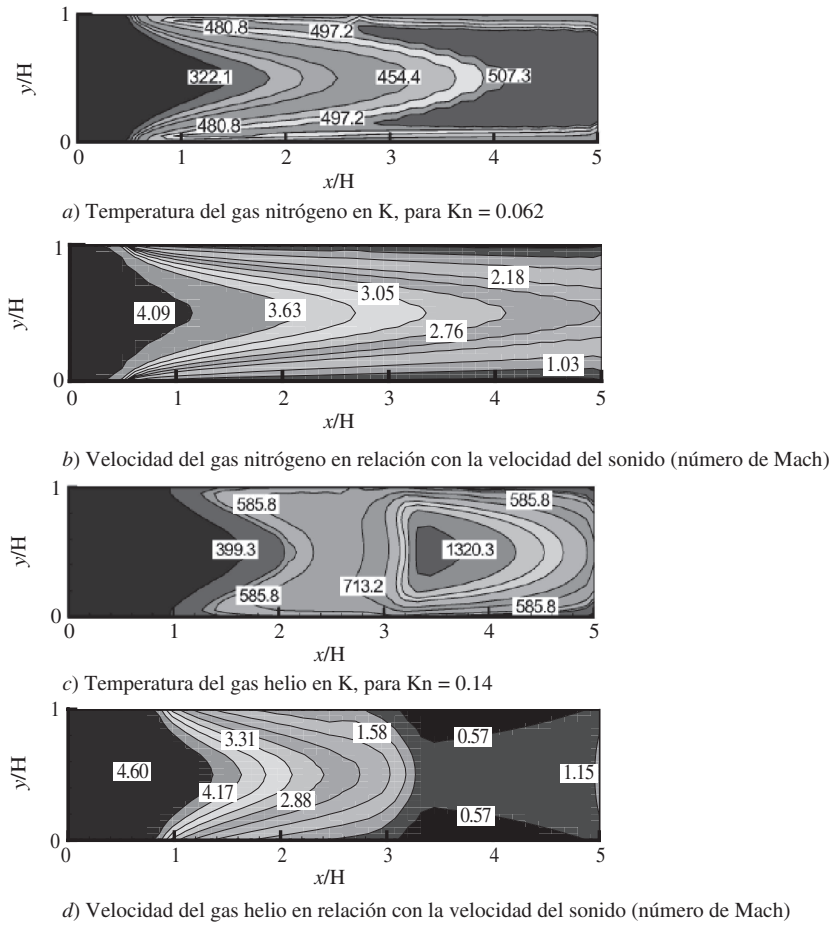 1
480.8
497.2
y/H
322.1
454.4
507.3
480.8
497.2
0
0 1 2 3 4 5
x/H
a) Temperatura del gas nitrógeno en K, para Kn = 0.062
1
2.18
3.05
y/H
4.09
3.63
2.76
1.03
0
0 1 2 3 4 5
x/H
b) Velocidad del gas nitrógeno en relación con la velocidad del sonido (número de Mach)
1
585.8
585.8
y/H
399.3
1320.3
713.2
585.8
585.8
0
0 1 2 3 4 5
x/H
c) Temperatura del gas helio en K, para Kn = 0.14
1
3.31
1.58
0.57
y/H
4.60
1.15
4.17
2.88
0.57
0
0 1 2 3 4 5
x/H
d) Velocidad del gas helio en relación con la velocidad del sonido (número de Mach)